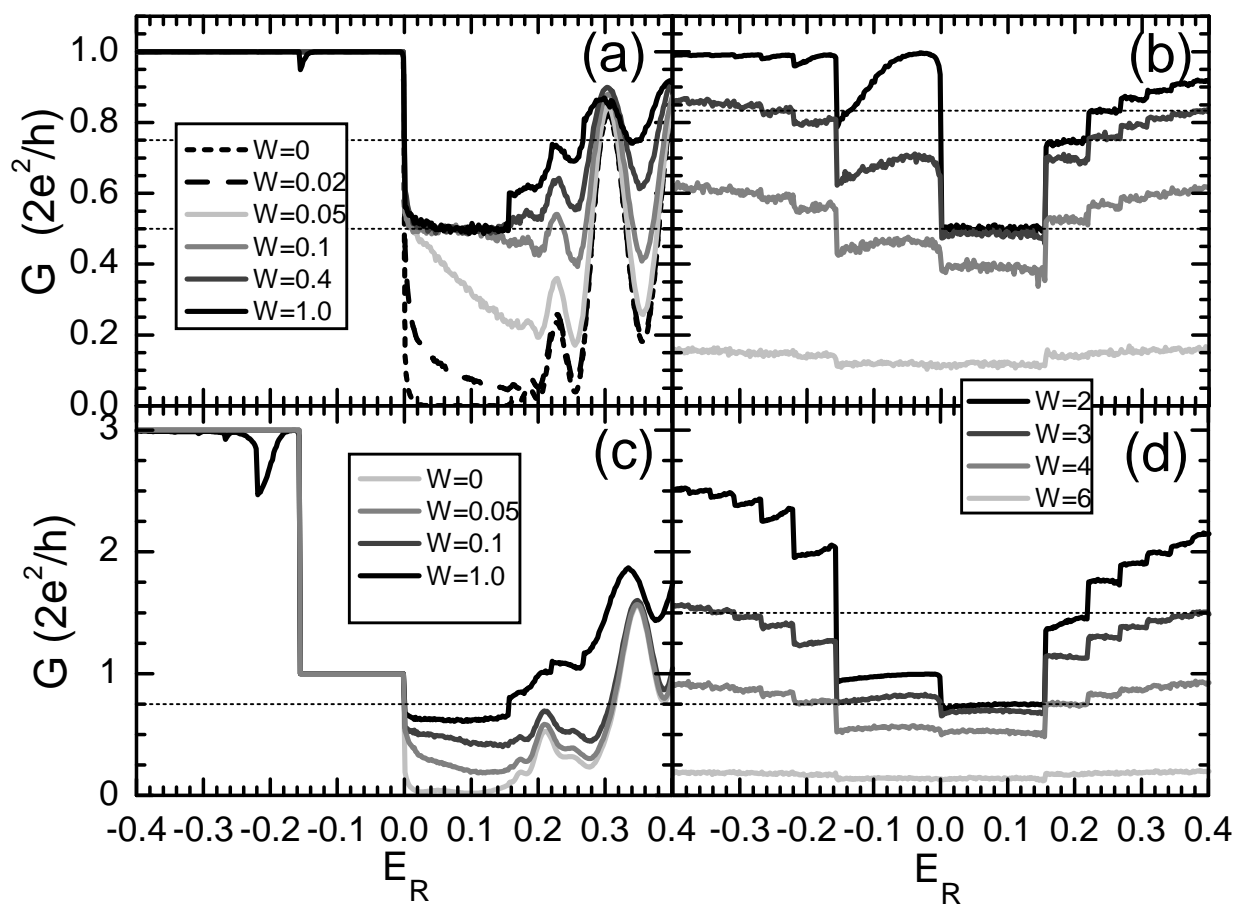 (a)
(b)
1.0
0.8
0.6
0.4
0.2
0.0
G (2e²/h)
W=0
W=0.02
W=0.05
W=0.1
W=0.4
W=1.0
(c)
(d)
3
2
1
0
G (2e²/h)
W=0
W=0.05
W=0.1
W=1.0
W=2
W=3
W=4
W=6
-0.4 -0.3 -0.2 -0.1 0.0 0.1 0.2 0.3 0.4 -0.3 -0.2 -0.1 0.0 0.1 0.2 0.3 0.4
E_R E_R